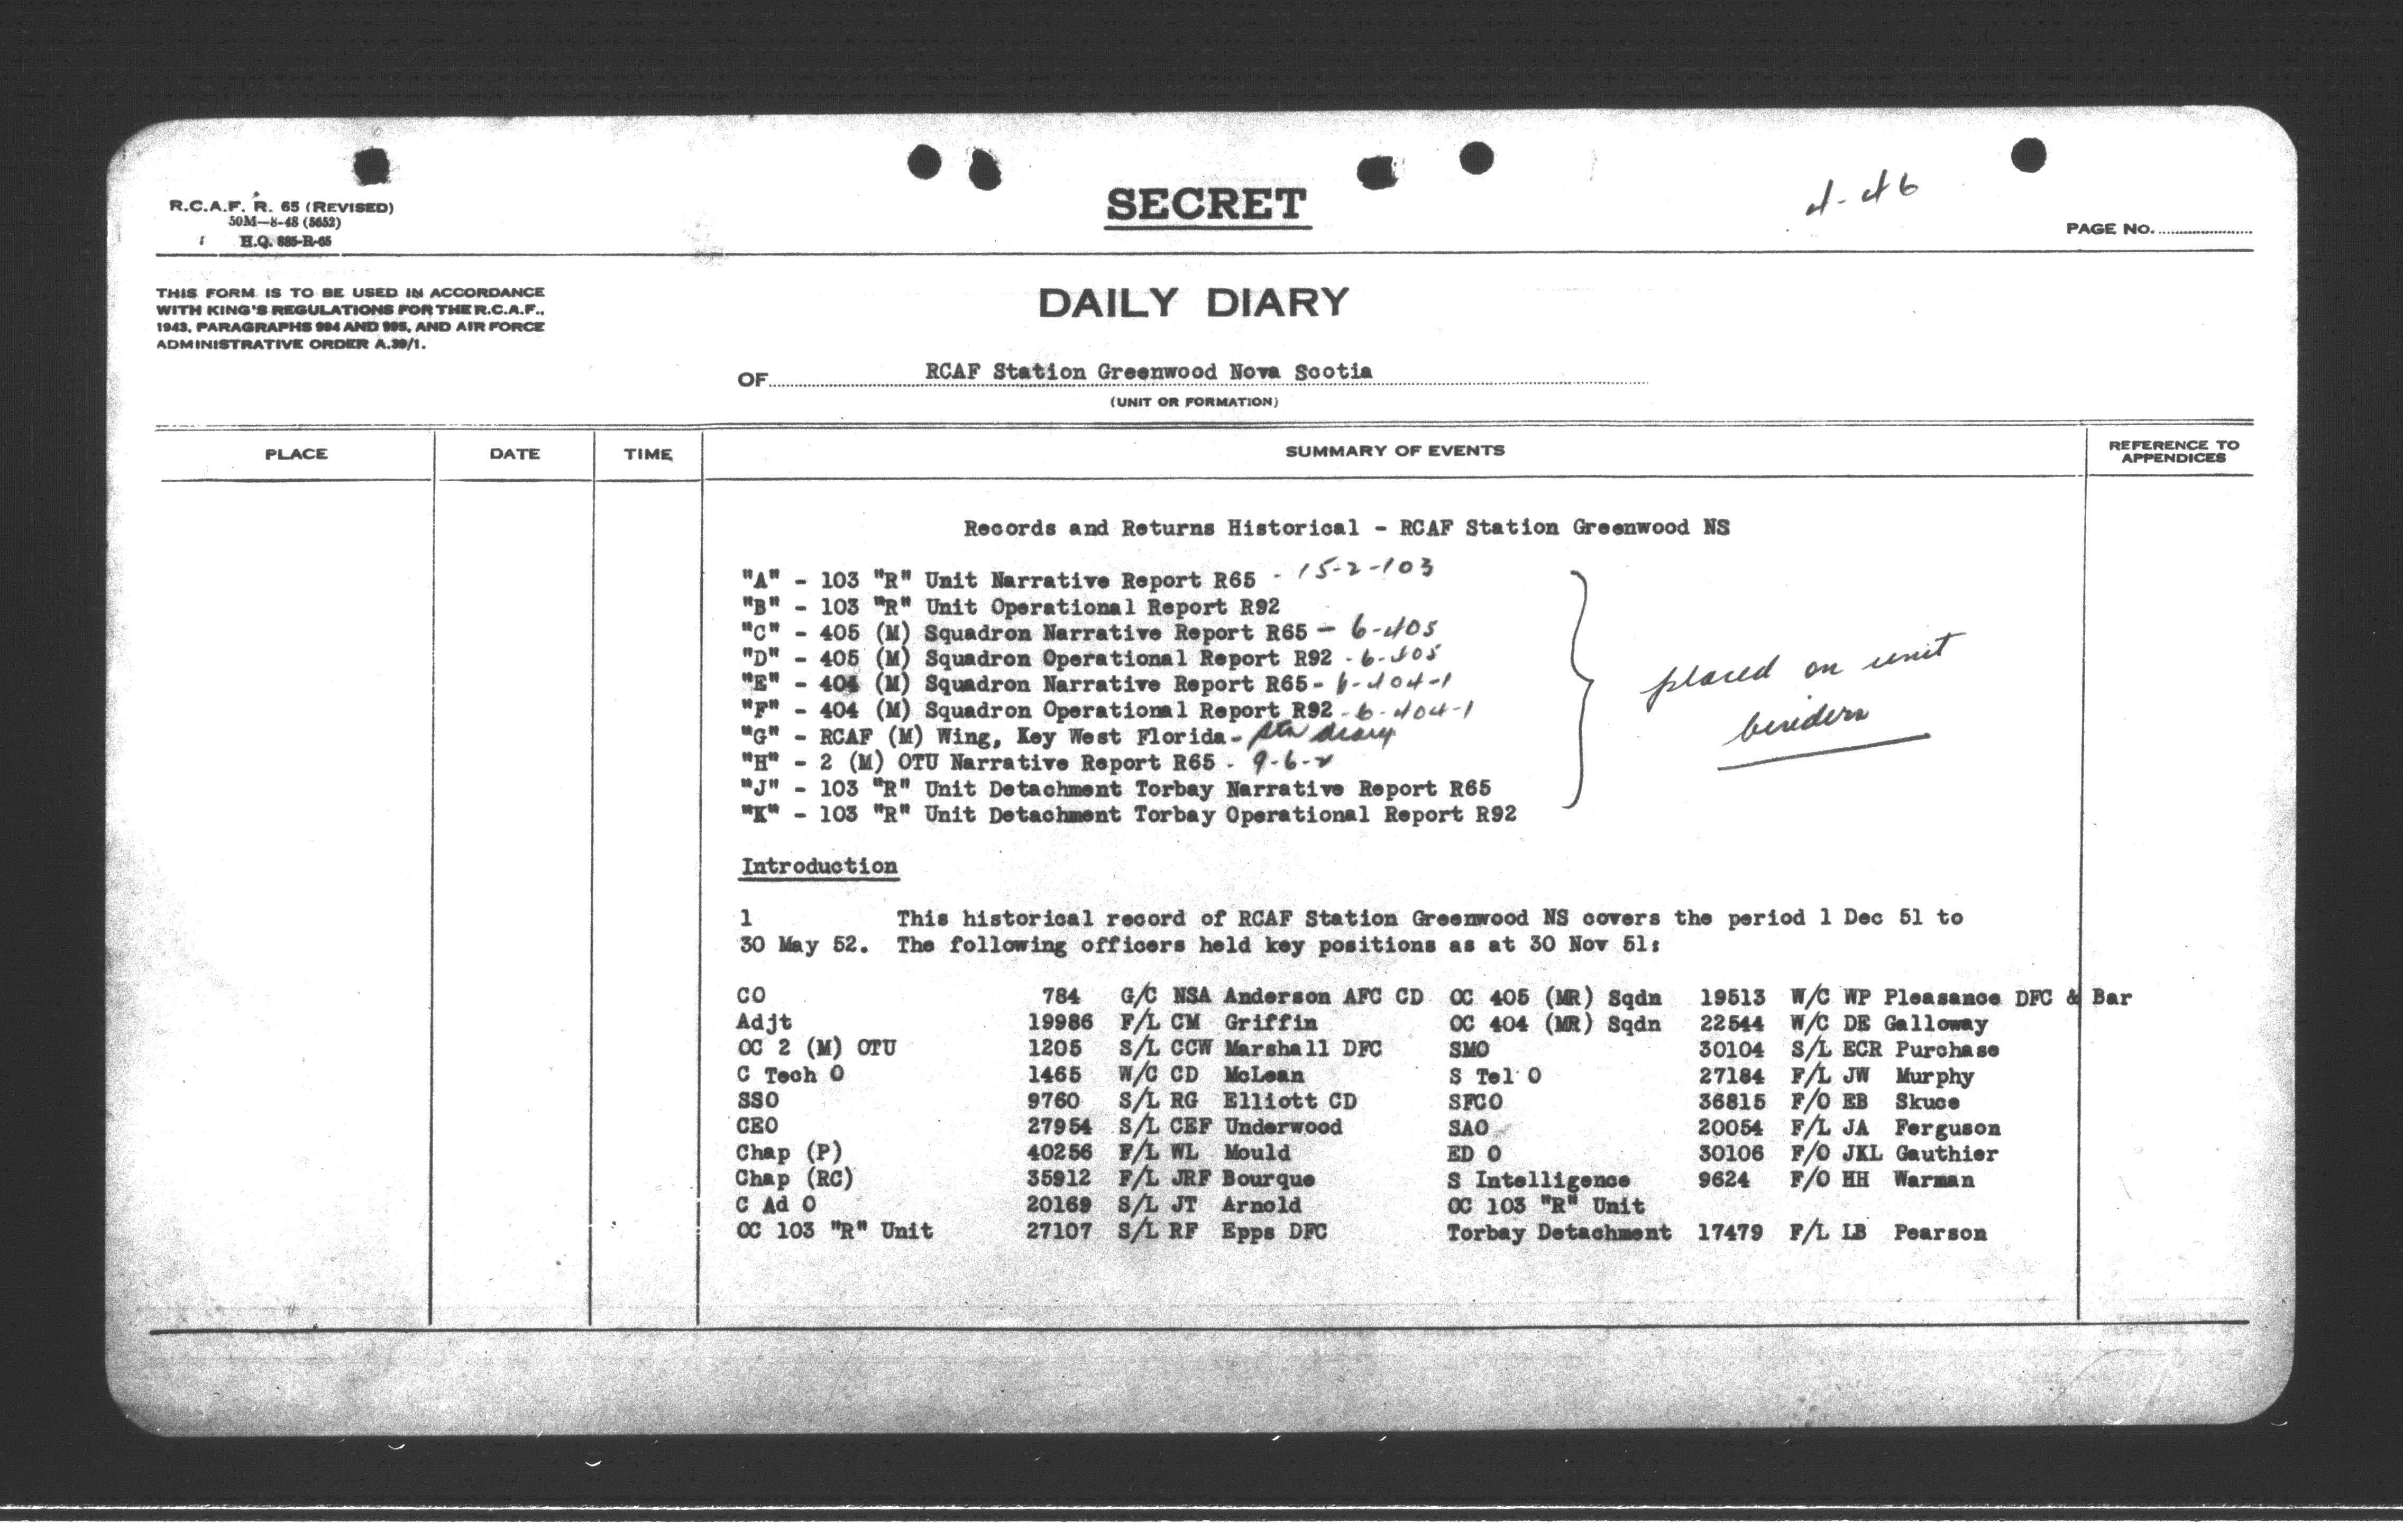 R.C.A.F. R. 65 (REVISED)
50M—8-48 (5652)
H.Q. 885-R-65
SECRET
4-46
PAGE No.
THIS FORM IS TO BE USED IN ACCORDANCE
WITH KING'S REGULATIONS FOR THE R.C.A.F.,
1943, PARAGRAPHS 994 AND 995, AND AIR FORCE
ADMINISTRATIVE ORDER A.39/1.
DAILY DIARY
OF RCAF Station Greenwood Nova Scotia
(UNIT OR FORMATION)
PLACE DATE TIME SUMMARY OF EVENTS REFERENCE TO
APPENDICES
Records and Returns Historical - RCAF Station Greenwood NS
"A" - 103 "R" Unit Narrative Report R65 - 15-2-103
"B" - 103 "R" Unit Operational Report R92
"C" - 405 (M) Squadron Narrative Report R65 - 6-405
"D" - 405 (M) Squadron Operational Report R92 - 6-405
"E" - 404 (M) Squadron Narrative Report R65 - 6-404-1
"F" - 404 (M) Squadron Operational Report R92 - 6-404-1
"G" - RCAF (M) Wing, Key West Florida - Stn diary
"H" - 2 (M) OTU Narrative Report R65 - 9-6-2
"J" - 103 "R" Unit Detachment Torbay Narrative Report R65
"K" - 103 "R" Unit Detachment Torbay Operational Report R92
placed on unit
binders
Introduction
1 This historical record of RCAF Station Greenwood NS covers the period 1 Dec 51 to
30 May 52. The following officers held key positions as at 30 Nov 51:
CO 784 G/C NSA Anderson AFC CD OC 405 (MR) Sqdn 19513 W/C WP Pleasance DFC & Bar
Adjt 19986 F/L CM Griffin OC 404 (MR) Sqdn 22544 W/C DE Galloway
OC 2 (M) OTU 1205 S/L CCW Marshall DFC SMO 30104 S/L ECR Purchase
C Tech O 1465 W/C CD McLean S Tel O 27184 F/L JW Murphy
SSO 9760 S/L RG Elliott CD SFCO 36815 F/O EB Skuce
CEO 27954 S/L CEF Underwood SAO 20054 F/L JA Ferguson
Chap (P) 40256 F/L WL Mould ED O 30106 F/O JKL Gauthier
Chap (RC) 35912 F/L JRF Bourque S Intelligence 9624 F/O HH Warman
C Ad O 20169 S/L JT Arnold OC 103 "R" Unit
OC 103 "R" Unit 27107 S/L RF Epps DFC Torbay Detachment 17479 F/L LB Pearson